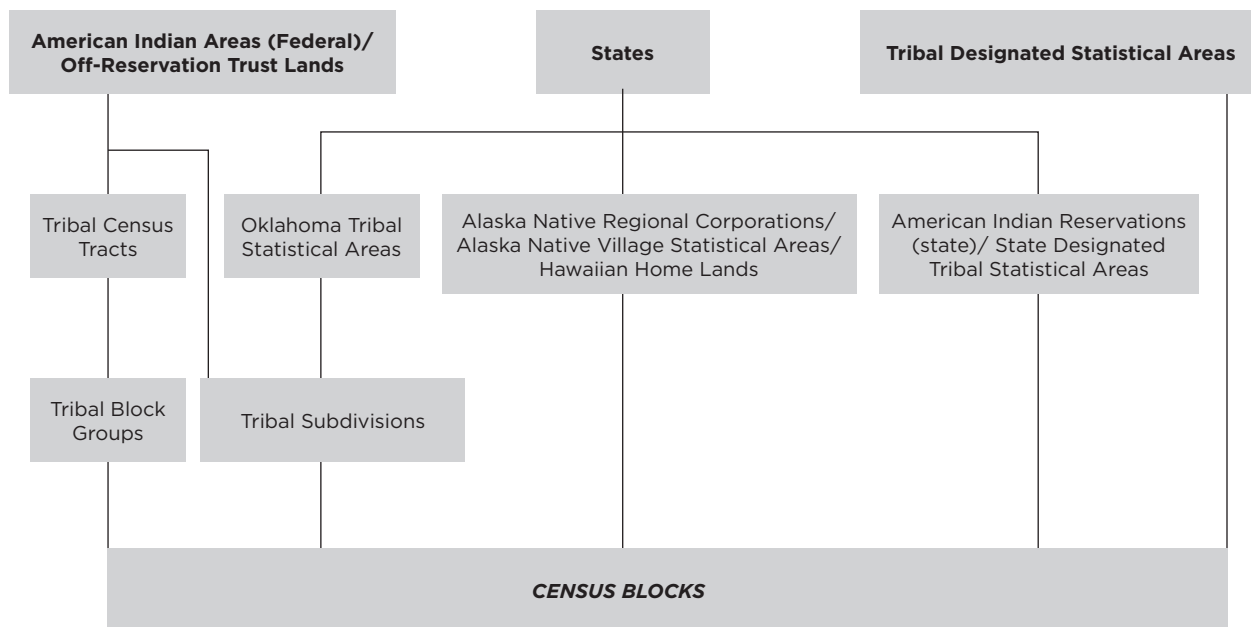 American Indian Areas (Federal)/
Off-Reservation Trust Lands
States
Tribal Designated Statistical Areas
Tribal Census
Tracts
Oklahoma Tribal
Statistical Areas
Alaska Native Regional Corporations/
Alaska Native Village Statistical Areas/
Hawaiian Home Lands
American Indian Reservations
(state)/ State Designated
Tribal Statistical Areas
Tribal Block
Groups
Tribal Subdivisions
CENSUS BLOCKS